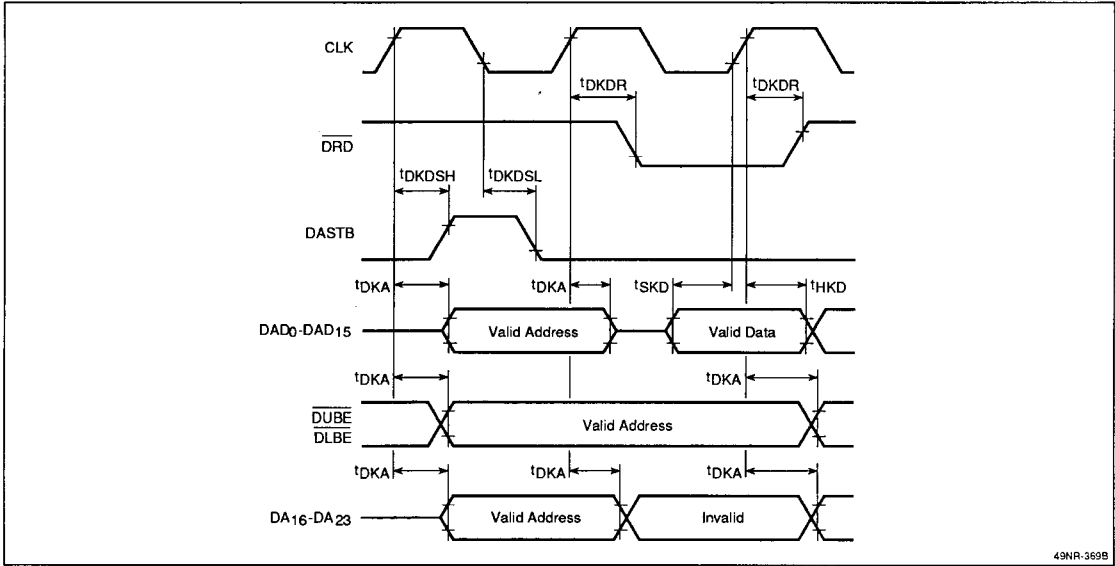 CLK
tDKDR tDKDR
DRD
tDKDSH tDKDSL
DASTB
tDKA tDKA tSKD tHKD
DAD0-DAD15 Valid Address Valid Data
tDKA tDKA
DUBE
DLBE Valid Address
tDKA tDKA tDKA
DA16-DA23 Valid Address Invalid
49NR-369B